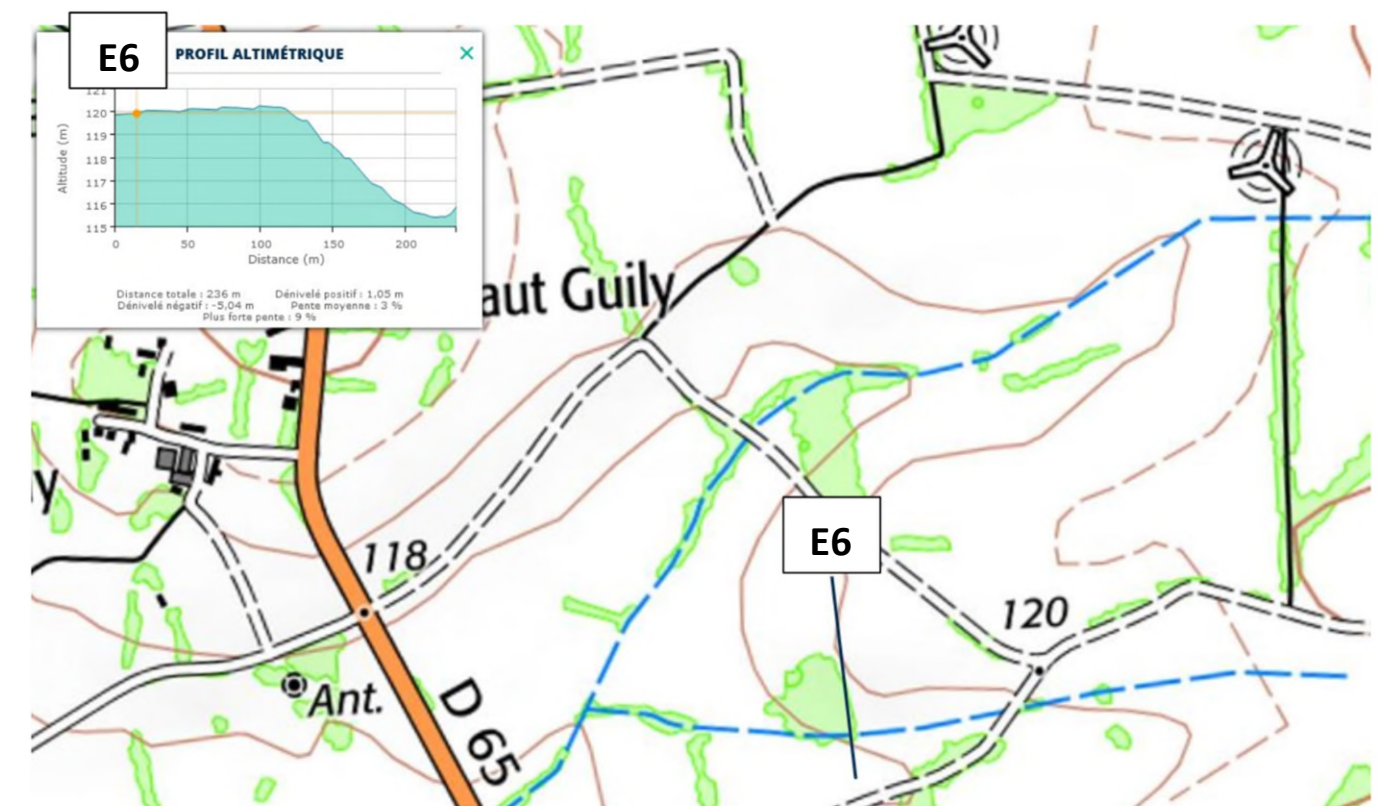 E6
PROFIL ALTIMÉTRIQUE ×
121
120
119
118
117
116
115
Altitude (m)
0 50 100 150 200
Distance (m)
Distance totale : 236 m Dénivelé positif : 1,05 m
Dénivelé négatif : -5,04 m Pente moyenne : 3 %
Plus forte pente : 9 %
aut Guily
y
118
E6
120
Ant.
D 65